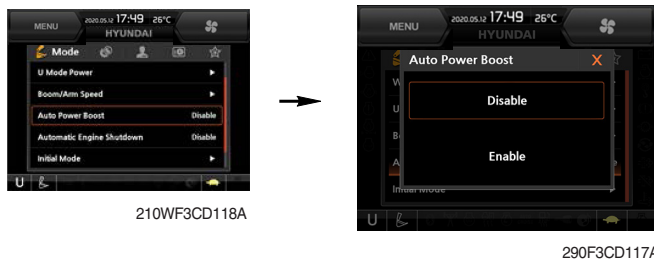 MENU
2020.05.12 17:49 26°C
HYUNDAI
Mode
U Mode Power
Boom/Arm Speed
Auto Power Boost Disable
Automatic Engine Shutdown Disable
Initial Mode
U
210WF3CD118A
MENU
2020.05.12 17:49 26°C
HYUNDAI
Auto Power Boost X
Disable
Enable
W
U
B
A
Initial Mode
U
290F3CD117A